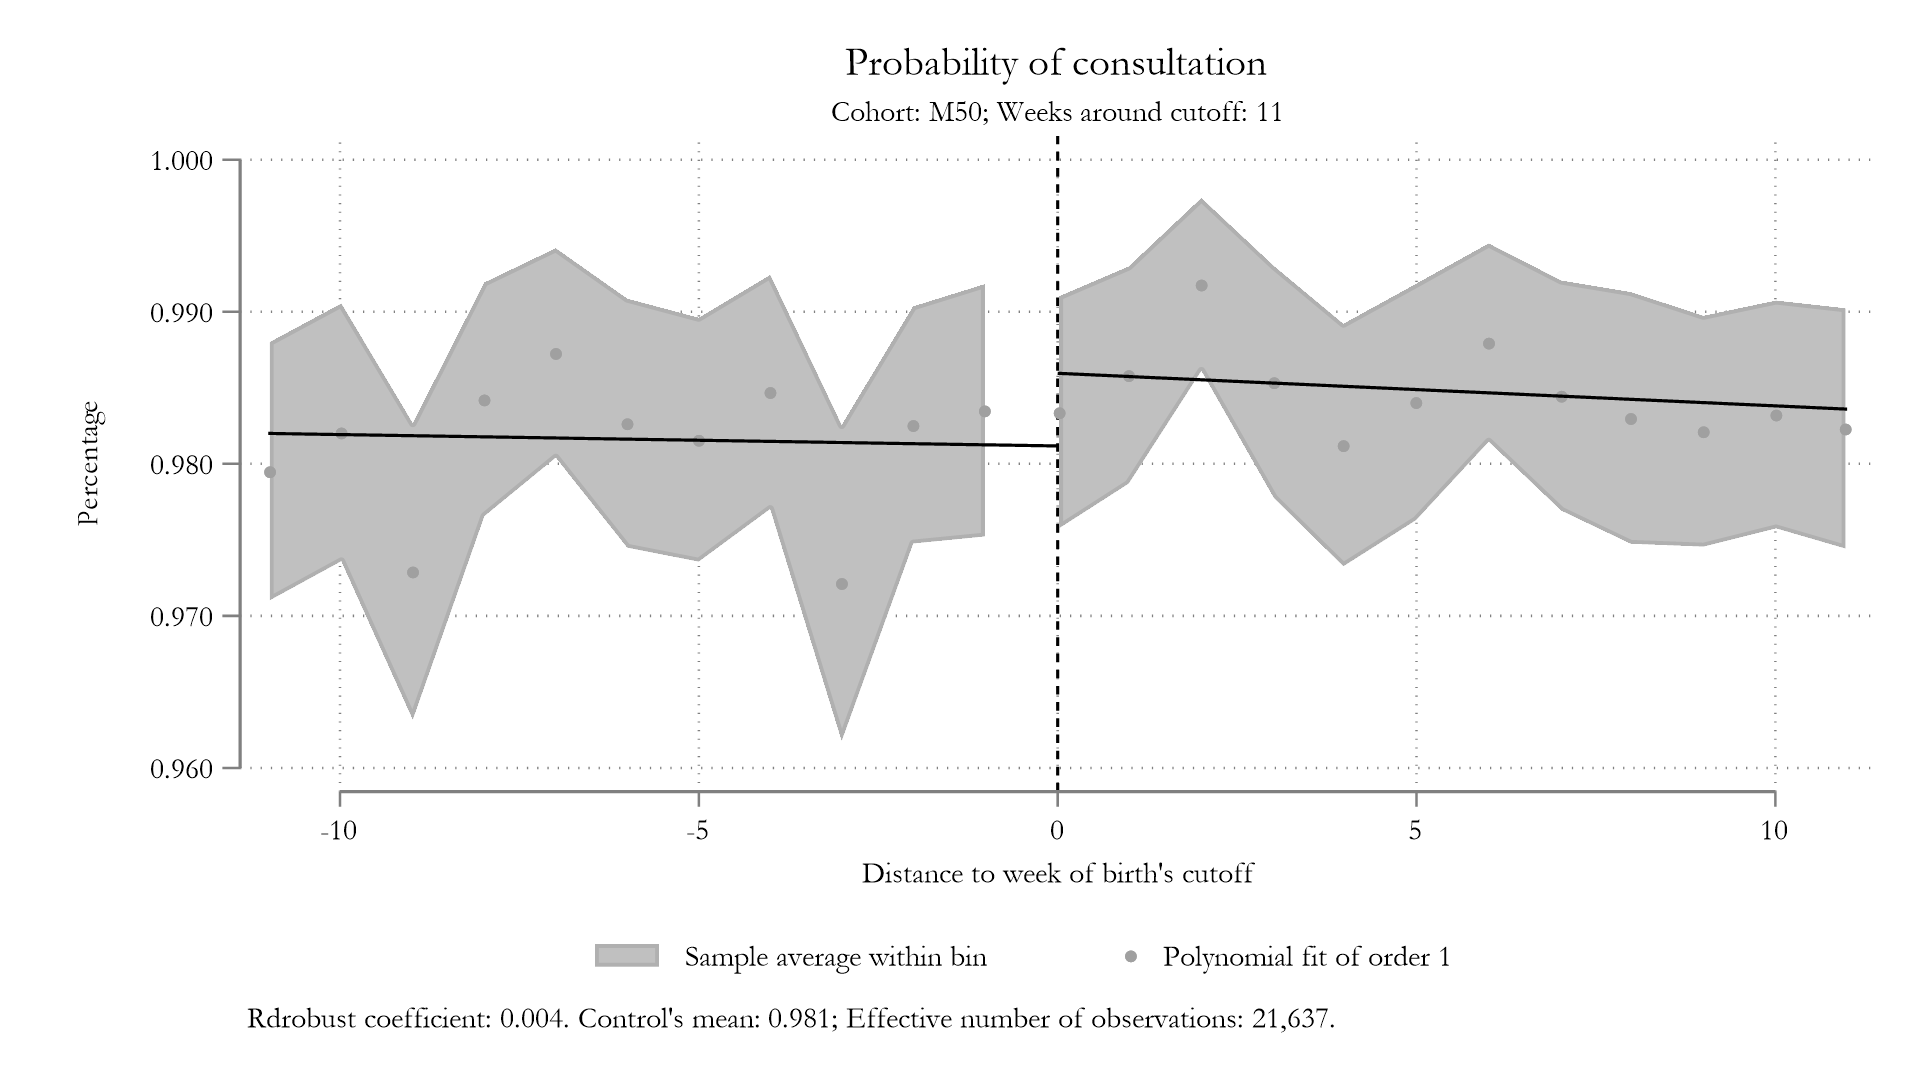 Probability of consultation
Cohort: M50; Weeks around cutoff: 11
1.000
0.990
0.980
0.970
0.960
Percentage
-10 -5 0 5 10
Distance to week of birth's cutoff
Sample average within bin Polynomial fit of order 1
Rdrobust coefficient: 0.004. Control's mean: 0.981; Effective number of observations: 21,637.